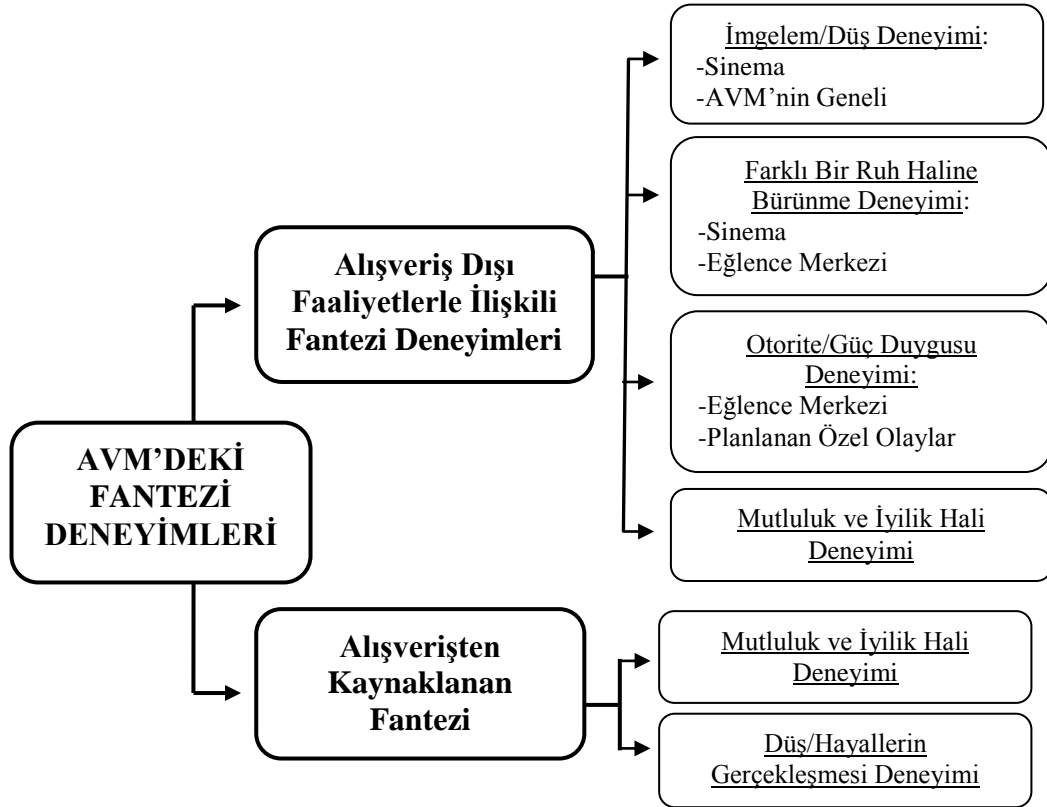 AVM’DEKİ
FANTEZİ
DENEYİMLERİ
Alışveriş Dışı
Faaliyetlerle İlişkili
Fantezi Deneyimleri
İmgelem/Düş Deneyimi:
-Sinema
-AVM’nin Geneli
Farklı Bir Ruh Haline
Bürünme Deneyimi:
-Sinema
-Eğlence Merkezi
Otorite/Güç Duygusu
Deneyimi:
-Eğlence Merkezi
-Planlanan Özel Olaylar
Mutluluk ve İyilik Hali
Deneyimi
Alışverişten
Kaynaklanan
Fantezi
Mutluluk ve İyilik Hali
Deneyimi
Düş/Hayallerin
Gerçekleşmesi Deneyimi